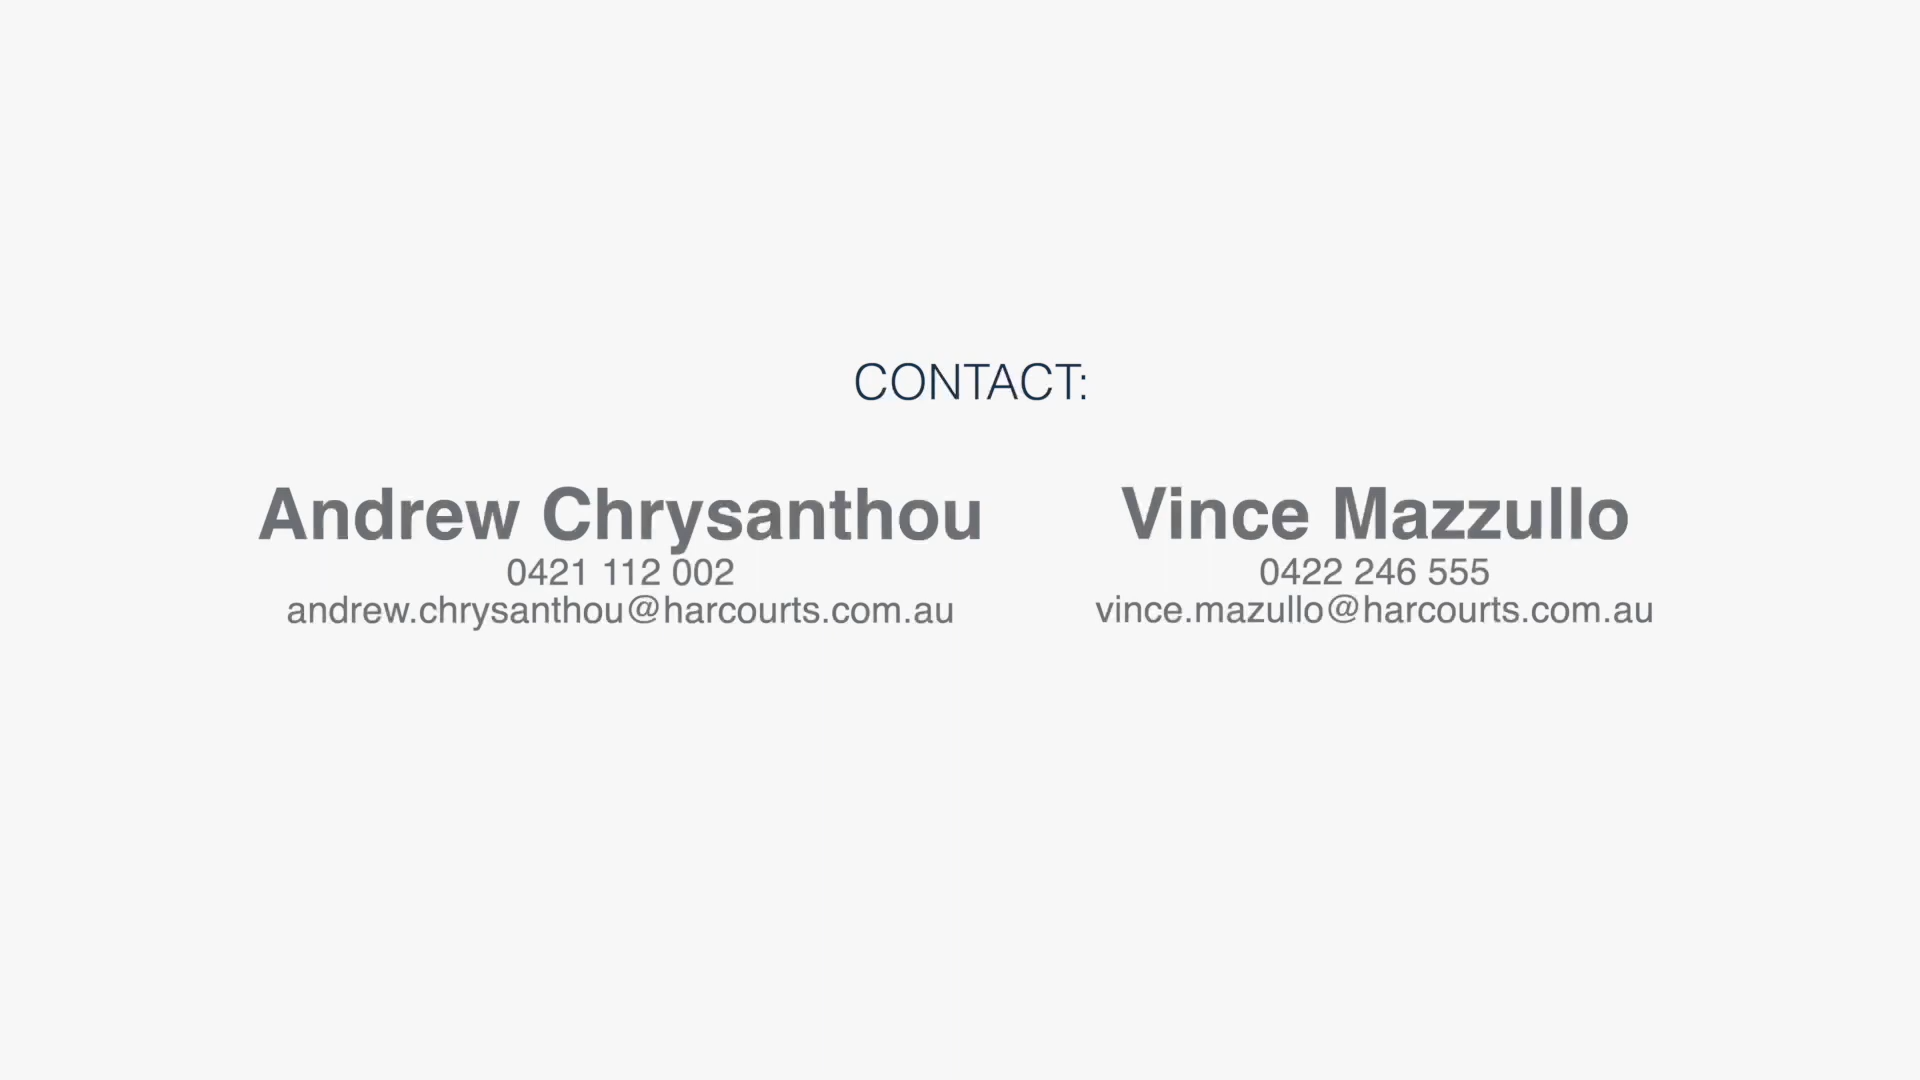 CONTACT:
Andrew Chrysanthou
0421 112 002
andrew.chrysanthou@harcourts.com.au
Vince Mazzullo
0422 246 555
vince.mazullo@harcourts.com.au